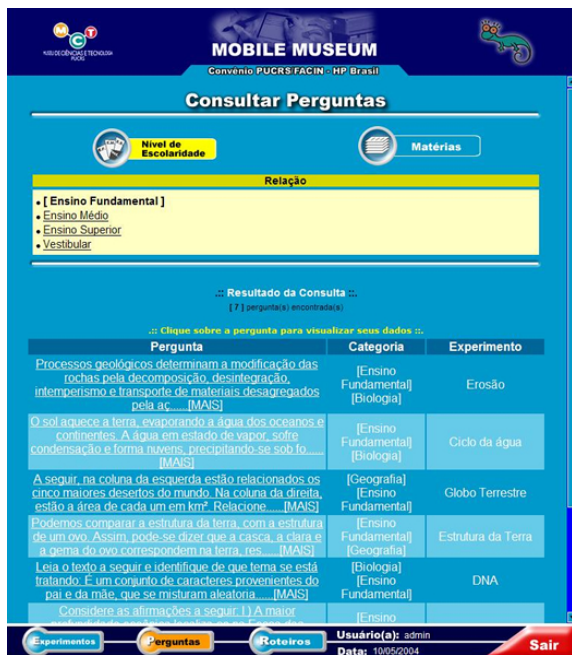 MCT
MUSEU DE CIÊNCIAS E TECNOLOGIA
PUCRS
MOBILE MUSEUM
Convênio PUCRS/FACIN - HP Brasil
Consultar Perguntas
Nível de
Escolaridade
Matérias
Relação
[ Ensino Fundamental ]
Ensino Médio
Ensino Superior
Vestibular
.:: Resultado da Consulta ::.
[ 7 ] pergunta(s) encontrada(s)
.:: Clique sobre a pergunta para visualizar seus dados ::.
Pergunta Categoria Experimento
Processos geológicos determinam a modificação das
rochas pela decomposição, desintegração,
intemperismo e transporte de materiais desagregados
pela aç......[MAIS]
[Ensino
Fundamental]
[Biologia]
Erosão
O sol aquece a terra, evaporando a água dos oceanos e
continentes. A água em estado de vapor, sofre
condensação e forma nuvens, precipitando-se sob fo......
[MAIS]
[Ensino
Fundamental]
[Biologia]
Ciclo da água
A seguir, na coluna da esquerda estão relacionados os
cinco maiores desertos do mundo. Na coluna da direita,
estão a área de cada um em km². Relacione......[MAIS]
[Geografia]
[Ensino
Fundamental]
Globo Terrestre
Podemos comparar a estrutura da terra, com a estrutura
de um ovo. Assim, pode-se dizer que a casca, a clara e
a gema do ovo correspondem na terra, res......[MAIS]
[Ensino
Fundamental]
[Geografia]
Estrutura da Terra
Leia o texto a seguir e identifique de que tema se está
tratando: É um conjunto de caracteres provenientes do
pai e da mãe, que se misturam aleatoria......[MAIS]
[Biologia]
[Ensino
Fundamental]
DNA
Considere as afirmações a seguir: I ) A maior
[Ensino
Experimentos
Perguntas
Roteiros
Usuário(a): admin
Data: 10/05/2004
Sair